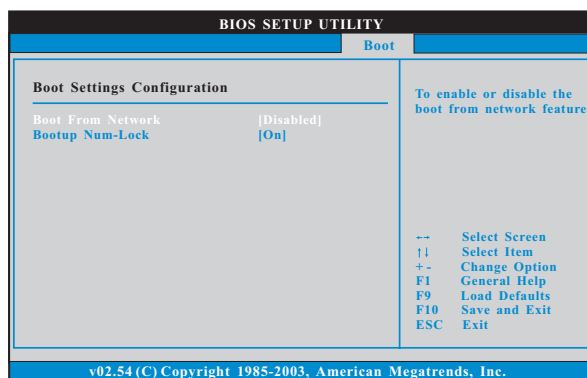 BIOS SETUP UTILITY
Boot
Boot Settings Configuration
Boot From Network [Disabled]
Bootup Num-Lock [On]
To enable or disable the
boot from network feature
←→ Select Screen
↑↓ Select Item
+ - Change Option
F1 General Help
F9 Load Defaults
F10 Save and Exit
ESC Exit
v02.54 (C) Copyright 1985-2003, American Megatrends, Inc.